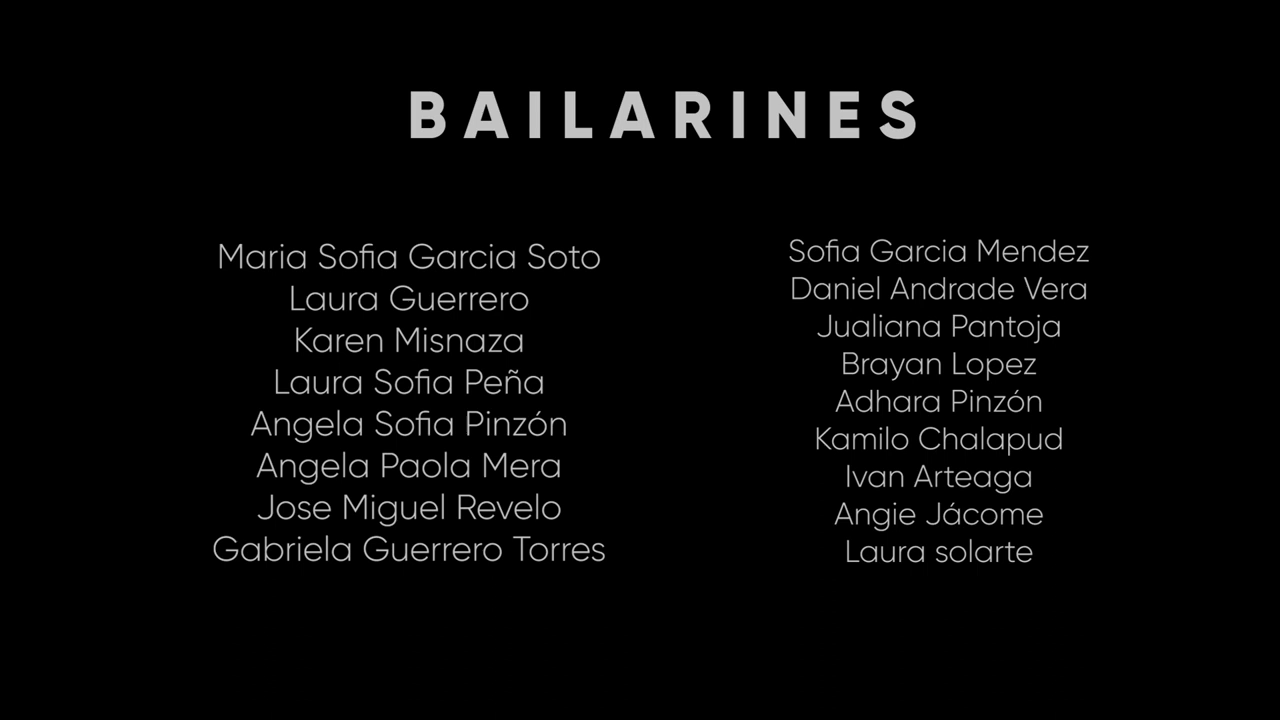 BAILARINES
Maria Sofia Garcia Soto
Laura Guerrero
Karen Misnaza
Laura Sofia Peña
Angela Sofia Pinzón
Angela Paola Mera
Jose Miguel Revelo
Gabriela Guerrero Torres
Sofia Garcia Mendez
Daniel Andrade Vera
Jualiana Pantoja
Brayan Lopez
Adhara Pinzón
Kamilo Chalapud
Ivan Arteaga
Angie Jácome
Laura solarte